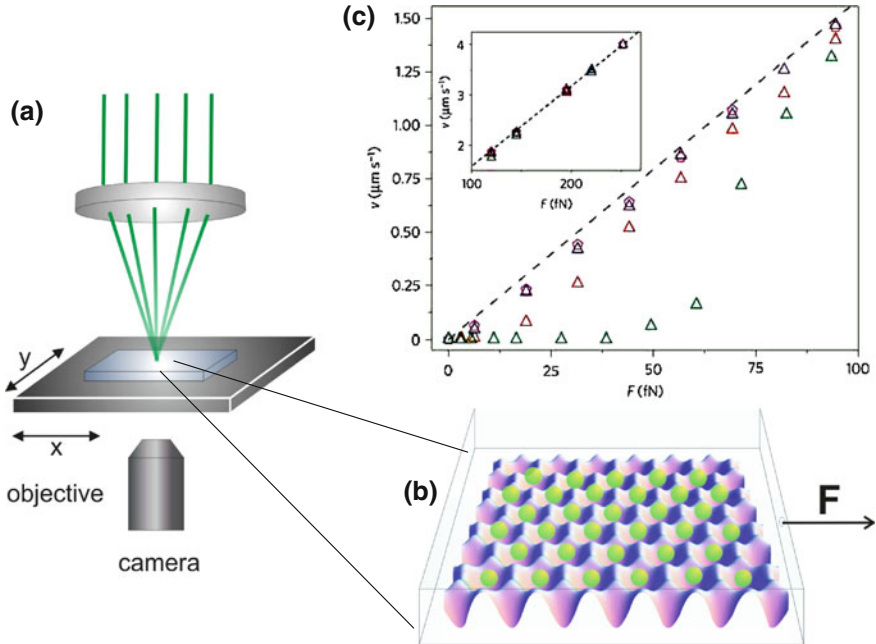 (a)
y
x
objective
camera
(c)
1.50
1.25
1.00
0.75
0.50
0.25
0
v (μm s⁻¹)
0 25 50 75 100
F (fN)
4
3
2
v (μm s⁻¹)
100 200
F (fN)
(b)
F